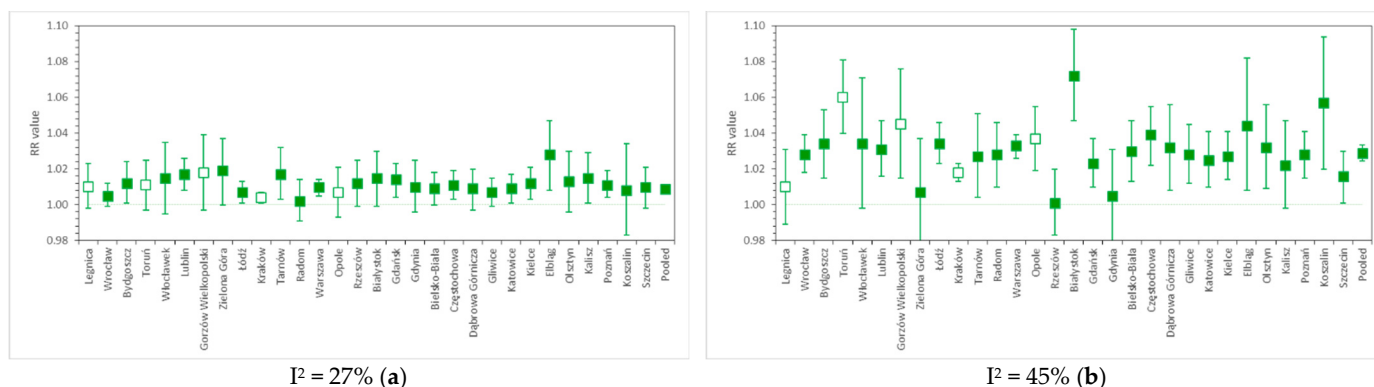 1.10
1.08
1.06
1.04
1.02
1.00
0.98
RR value
Legnica
Wrocław
Bydgoszcz
Toruń
Włocławek
Lublin
Gorzów Wielkopolski
Zielona Góra
Łódź
Kraków
Tarnów
Radom
Warszawa
Opole
Rzeszów
Białystok
Gdańsk
Gdynia
Bielsko-Biała
Częstochowa
Dąbrowa Górnicza
Gliwice
Katowice
Kielce
Elbląg
Olsztyn
Kalisz
Poznań
Koszalin
Szczecin
Pooled
I² = 27% (a)
1.10
1.08
1.06
1.04
1.02
1.00
0.98
RR value
Legnica
Wrocław
Bydgoszcz
Toruń
Włocławek
Lublin
Gorzów Wielkopolski
Zielona Góra
Łódź
Kraków
Tarnów
Radom
Warszawa
Opole
Rzeszów
Białystok
Gdańsk
Gdynia
Bielsko-Biała
Częstochowa
Dąbrowa Górnicza
Gliwice
Katowice
Kielce
Elbląg
Olsztyn
Kalisz
Poznań
Koszalin
Szczecin
Pooled
I² = 45% (b)